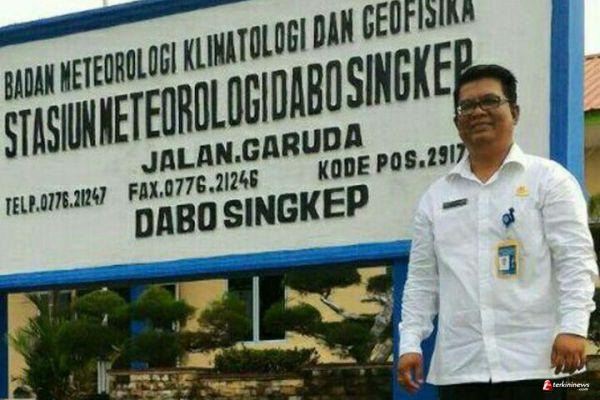 BADAN METEOROLOGI KLIMATOLOGI DAN GEOFISIKA
STASIUN METEOROLOGI DABO SINGKEP
JALAN.GARUDA
TELP.0776.21247 FAX.0776.21246 KODE POS.2917
DABO SINGKEP
terkininews.com